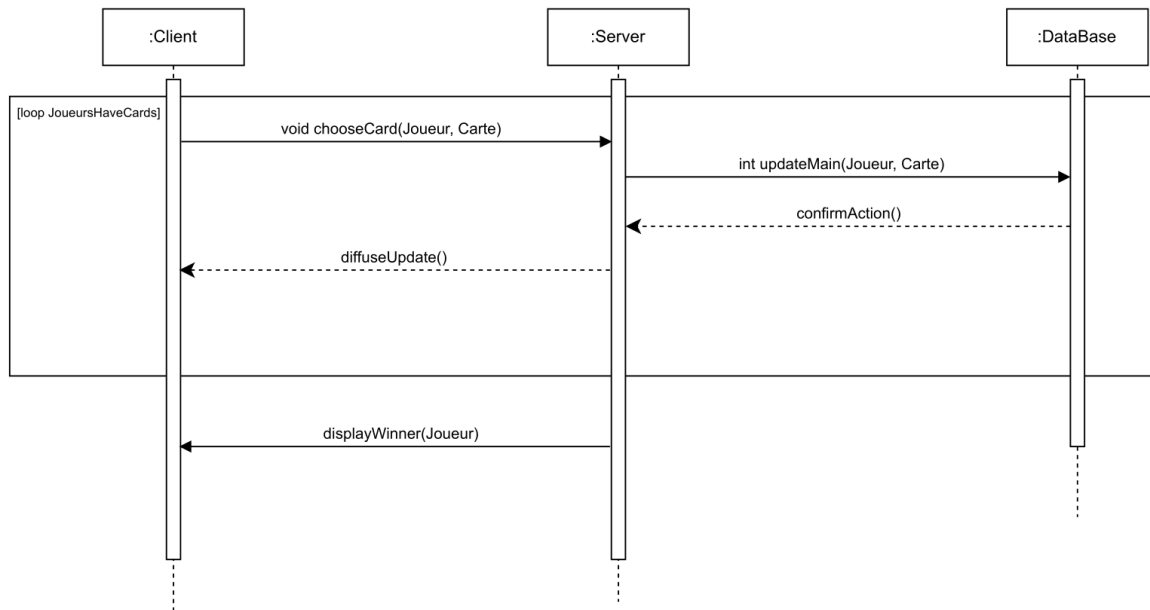 :Client
:Server
:DataBase
[loop JoueursHaveCards]
void chooseCard(Joueur, Carte)
int updateMain(Joueur, Carte)
confirmAction()
diffuseUpdate()
displayWinner(Joueur)